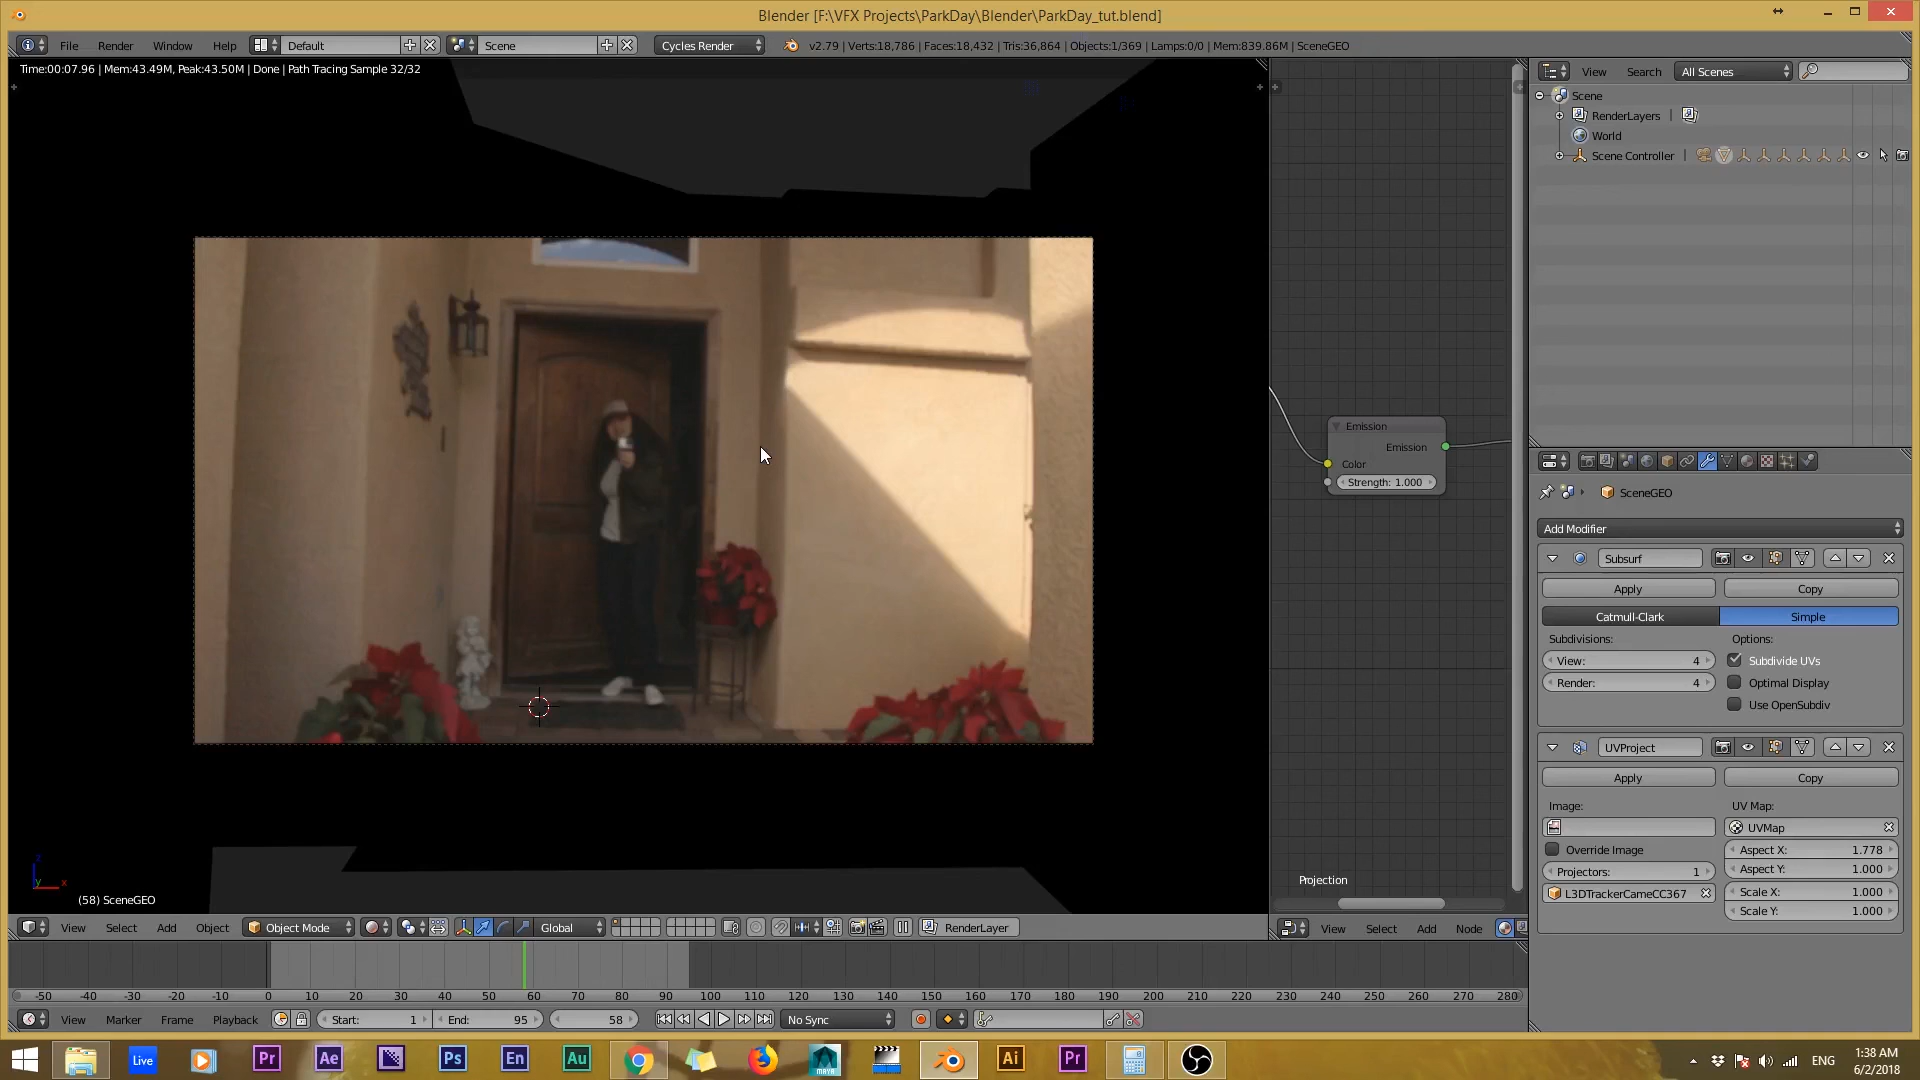 Blender [F:\VFX Projects\ParkDay\Blender\ParkDay_tut.blend]
File Render Window Help Default Scene Cycles Render v2.79 | Verts:18,786 | Faces:18,432 | Tris:36,864 | Objects:1/369 | Lamps:0/0 | Mem:839.86M | SceneGEO
Time:00:07.96 | Mem:43.49M, Peak:43.50M | Done | Path Tracing Sample 32/32
View Search All Scenes
Scene
RenderLayers |
World
Scene Controller |
Emission
Emission
Color
Strength: 1.000
SceneGEO
Add Modifier
Subsurf
Apply Copy
Catmull-Clark Simple
Subdivisions: Options:
View: 4 Subdivide UVs
Render: 4 Optimal Display
Use OpenSubdiv
UVProject
Apply Copy
Image: UV Map:
UVMap
Override Image Aspect X: 1.778
Projectors: 1 Aspect Y: 1.000
L3DTrackerCameCC367 Scale X: 1.000
Scale Y: 1.000
Projection
z
y x
(58) SceneGEO
View Select Add Object Object Mode Global RenderLayer
View Select Add Node
-50 -40 -30 -20 -10 0 10 20 30 40 50 60 70 80 90 100 110 120 130 140 150 160 170 180 190 200 210 220 230 240 250 260 270 280
View Marker Frame Playback Start: 1 End: 95 58 No Sync
Live Pr Ae Ps En Au MAYA Ai Pr ENG
1:38 AM
6/2/2018